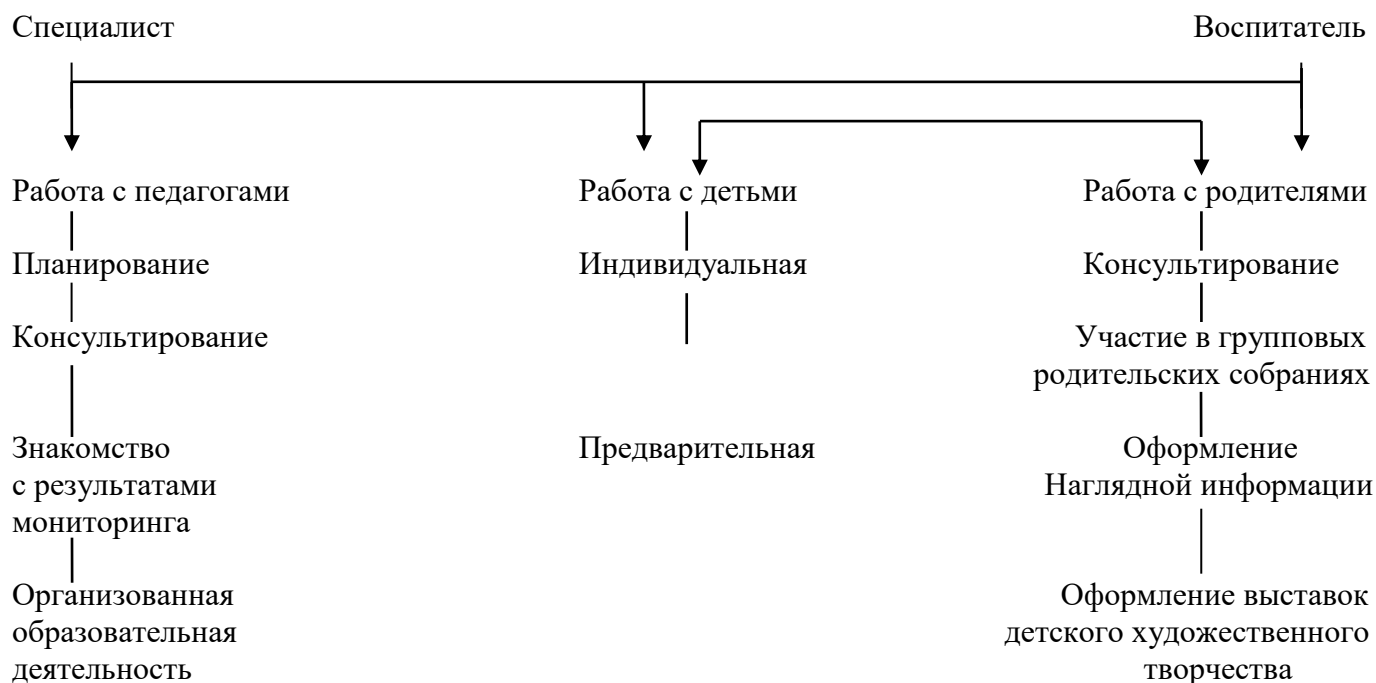 Специалист
Воспитатель
Работа с педагогами
Работа с детьми
Работа с родителями
Планирование
Индивидуальная
Консультирование
Консультирование
Участие в групповых
родительских собраниях
Знакомство
с результатами
мониторинга
Предварительная
Оформление
Наглядной информации
Организованная
образовательная
деятельность
Оформление выставок
детского художественного
творчества